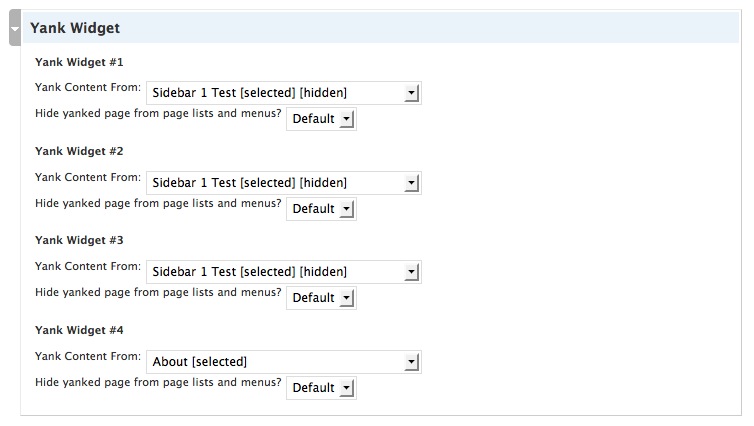 Yank Widget
Yank Widget #1
Yank Content From: Sidebar 1 Test [selected] [hidden]
Hide yanked page from page lists and menus? Default
Yank Widget #2
Yank Content From: Sidebar 1 Test [selected] [hidden]
Hide yanked page from page lists and menus? Default
Yank Widget #3
Yank Content From: Sidebar 1 Test [selected] [hidden]
Hide yanked page from page lists and menus? Default
Yank Widget #4
Yank Content From: About [selected]
Hide yanked page from page lists and menus? Default